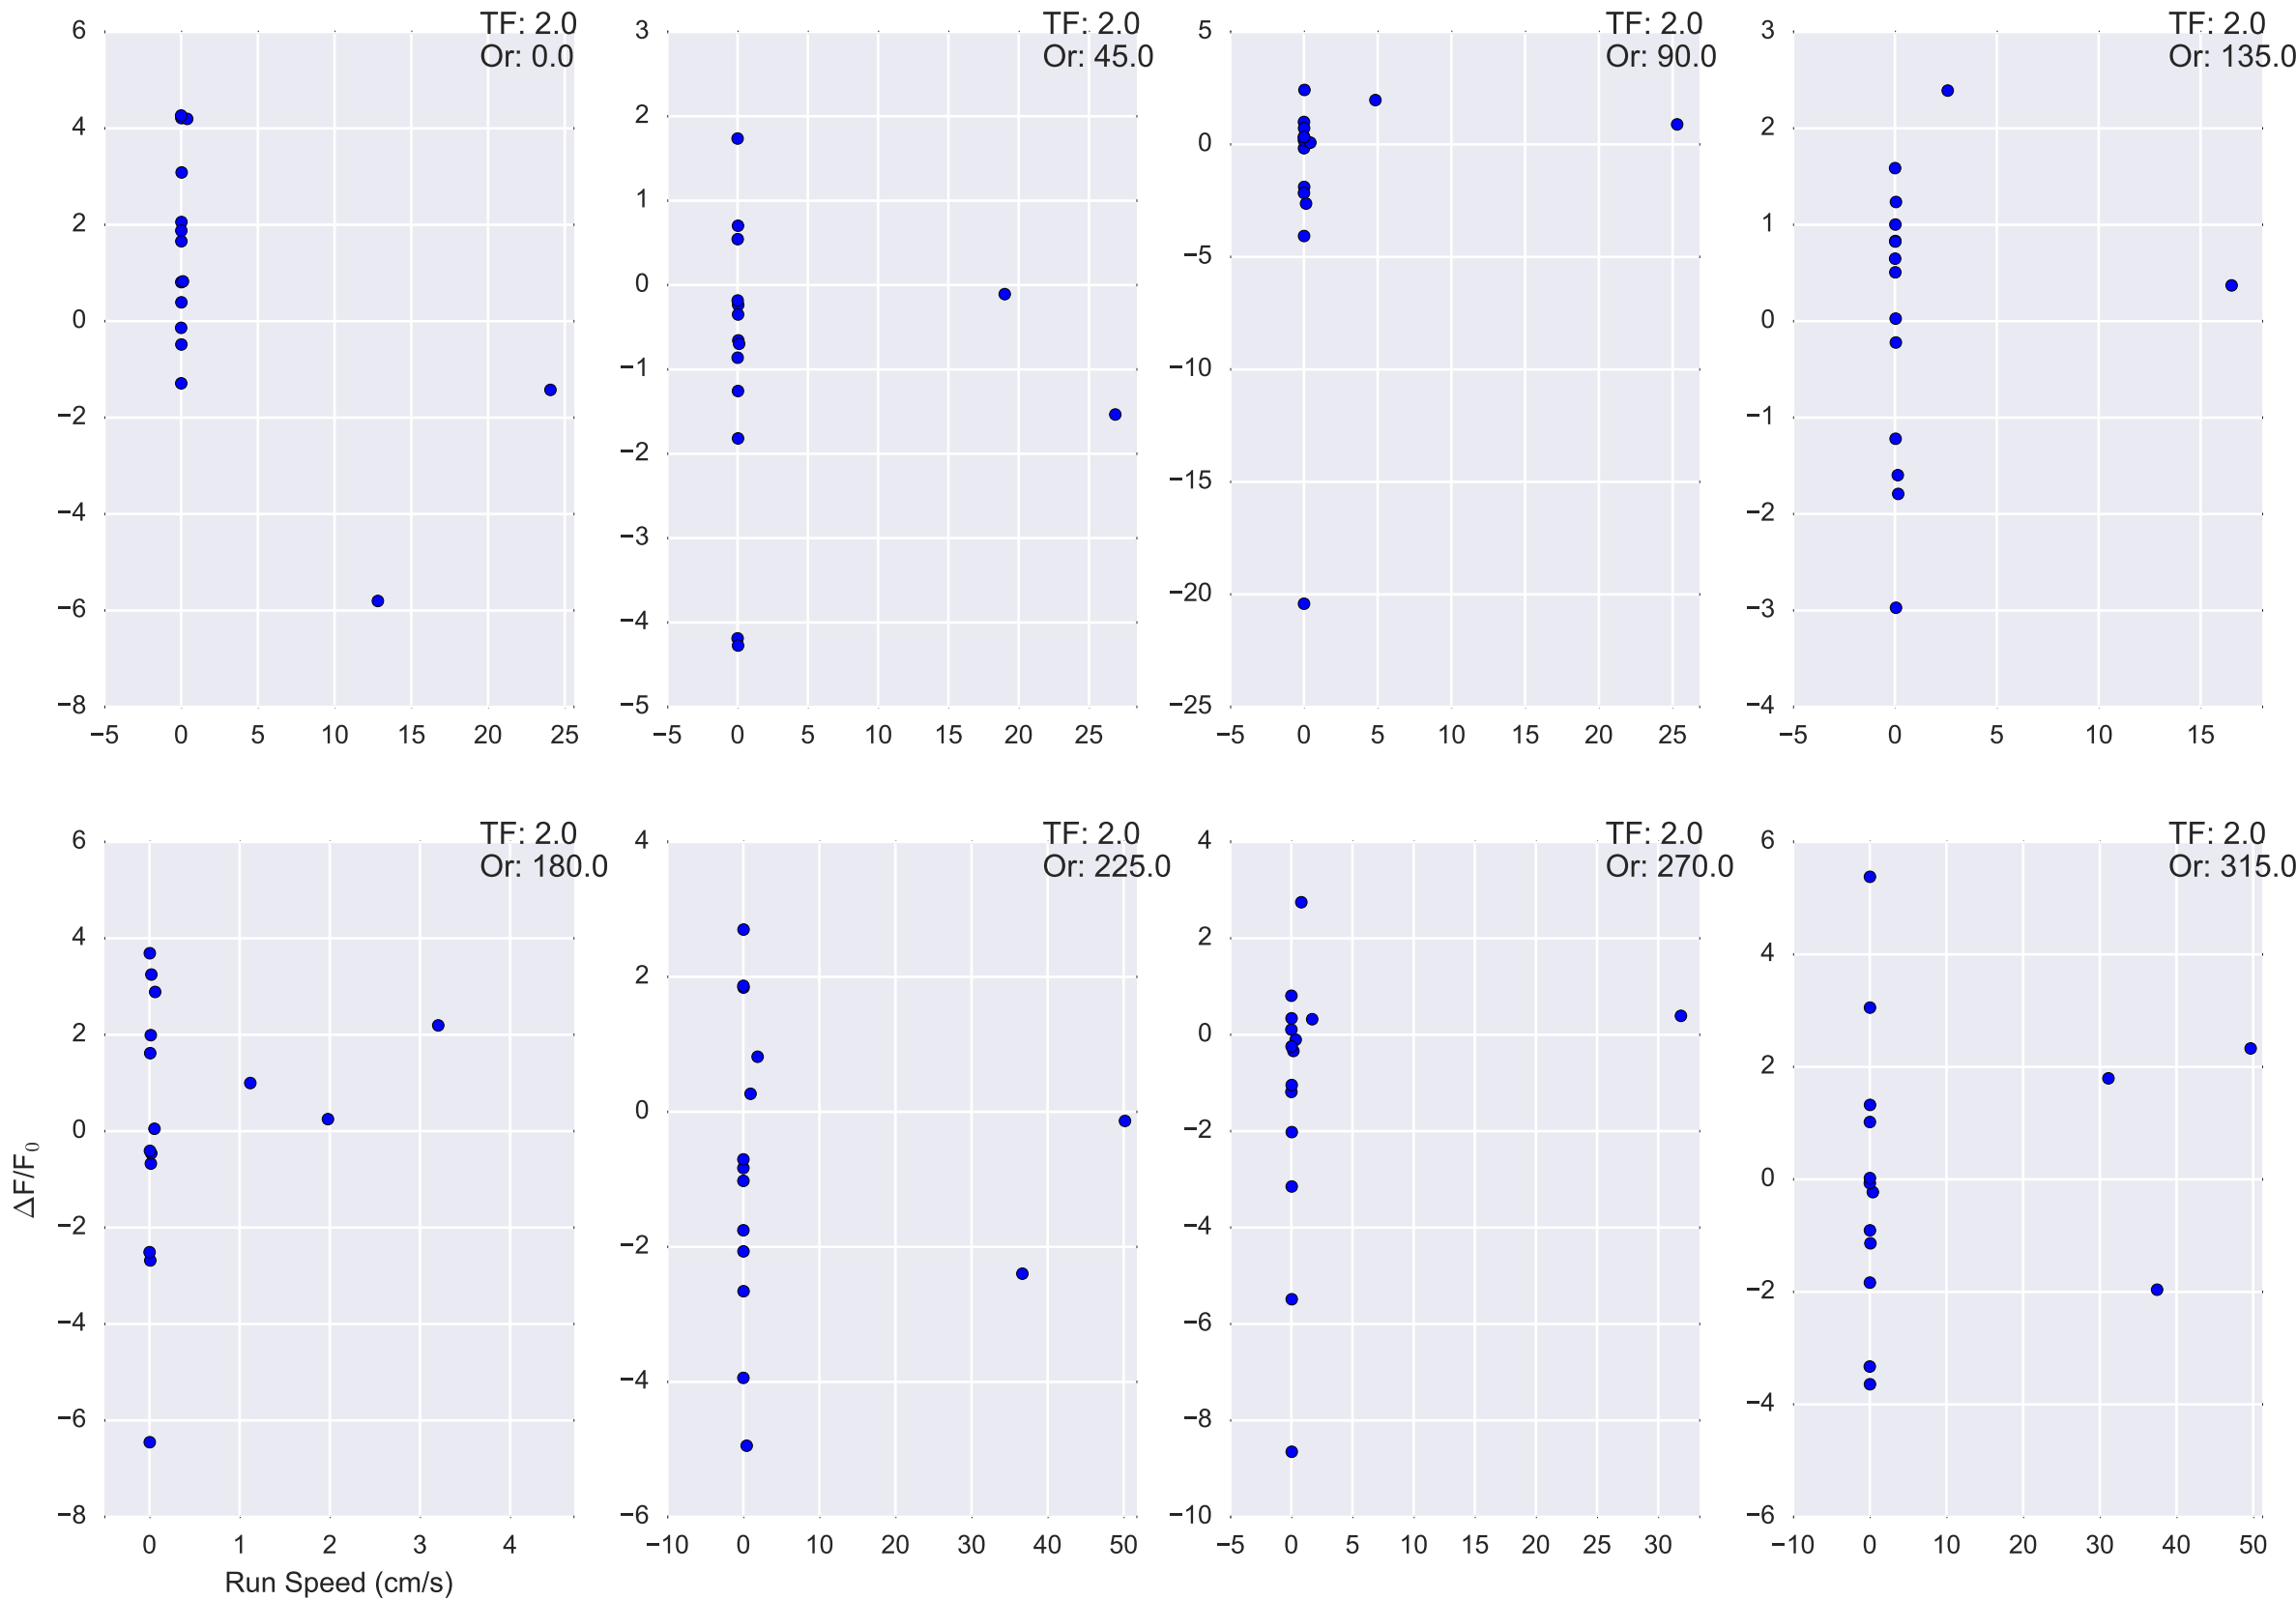 TF: 2.0
Or: 0.0
6
4
2
0
−2
−4
−6
−8
−5 0 5 10 15 20 25
TF: 2.0
Or: 45.0
3
2
1
0
−1
−2
−3
−4
−5
−5 0 5 10 15 20 25
TF: 2.0
Or: 90.0
5
0
−5
−10
−15
−20
−25
−5 0 5 10 15 20 25
TF: 2.0
Or: 135.0
3
2
1
0
−1
−2
−3
−4
−5 0 5 10 15
TF: 2.0
Or: 180.0
6
4
2
0
−2
−4
−6
−8
0 1 2 3 4
ΔF/F₀
Run Speed (cm/s)
TF: 2.0
Or: 225.0
4
2
0
−2
−4
−6
−10 0 10 20 30 40 50
TF: 2.0
Or: 270.0
4
2
0
−2
−4
−6
−8
−10
−5 0 5 10 15 20 25 30
TF: 2.0
Or: 315.0
6
4
2
0
−2
−4
−6
−10 0 10 20 30 40 50